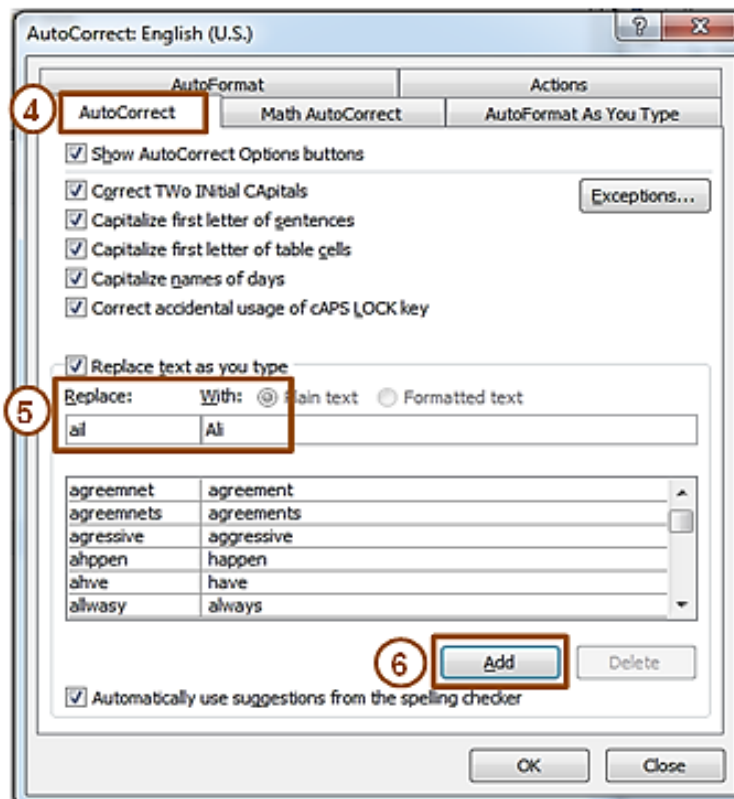 AutoCorrect: English (U.S.)
AutoFormat Actions
4 AutoCorrect Math AutoCorrect AutoFormat As You Type
Show AutoCorrect Options buttons
Correct TWo INitial CApitals Exceptions...
Capitalize first letter of sentences
Capitalize first letter of table cells
Capitalize names of days
Correct accidental usage of cAPS LOCK key
Replace text as you type
5 Replace: With: Plain text Formatted text
ail Ali
agreemnet agreement
agreemnets agreements
agressive aggressive
ahppen happen
ahve have
allwasy always
6 Add Delete
Automatically use suggestions from the spelling checker
OK Close